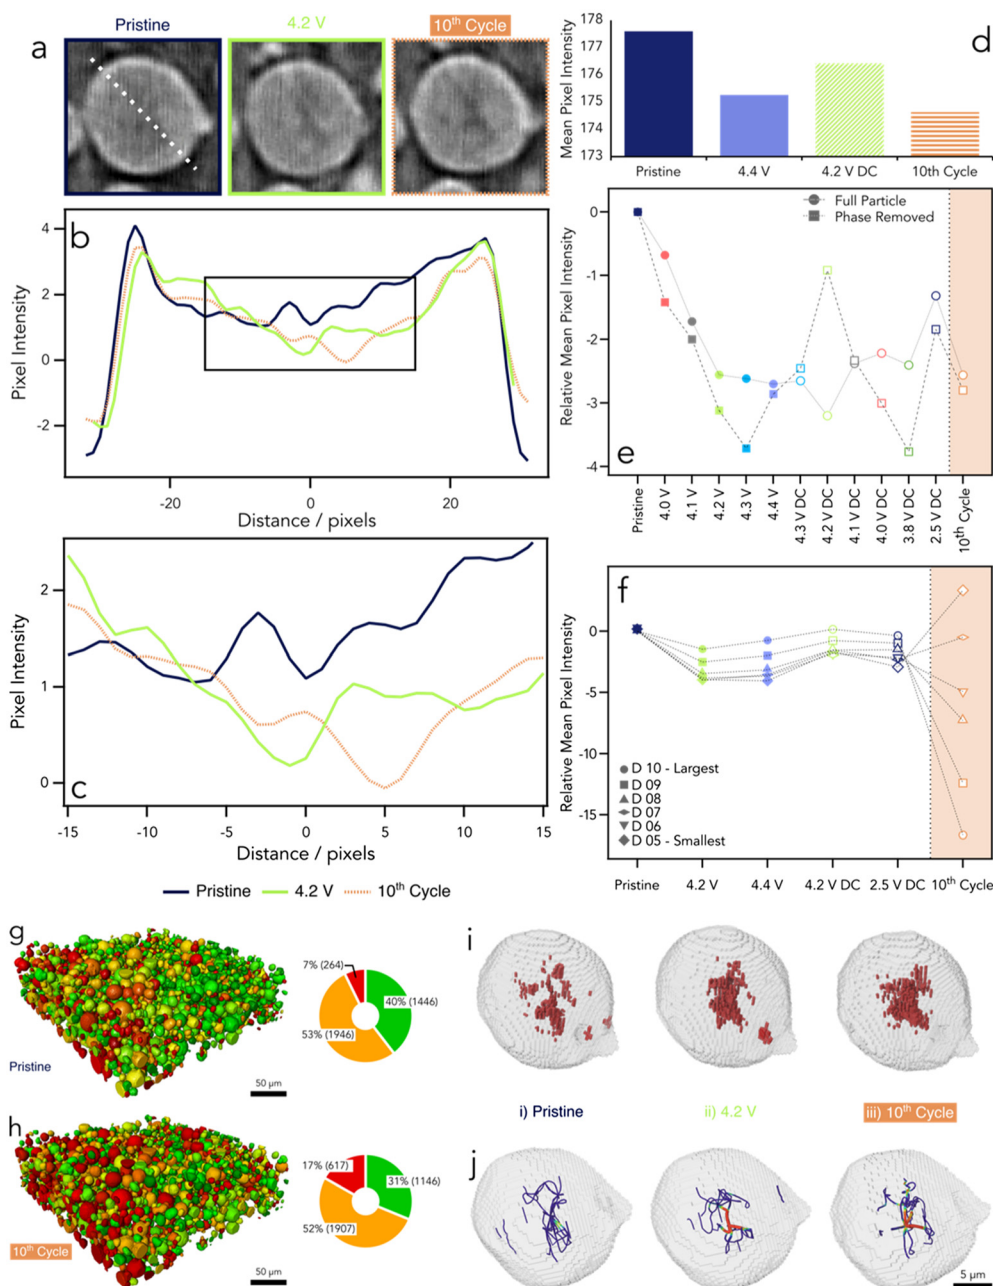 Pristine
4.2 V
10th Cycle
a
b
Pixel Intensity
4
2
0
-2
-20
0
20
Distance / pixels
c
Pixel Intensity
2
1
0
-15
-10
-5
0
5
10
15
Distance / pixels
Pristine
4.2 V
10th Cycle
d
Mean Pixel Intensity
178
177
176
175
174
173
Pristine
4.4 V
4.2 V DC
10th Cycle
Full Particle
Phase Removed
e
Relative Mean Pixel Intensity
0
-1
-2
-3
-4
Pristine
4.0 V
4.1 V
4.2 V
4.3 V
4.4 V
4.3 V DC
4.2 V DC
4.1 V DC
4.0 V DC
3.8 V DC
2.5 V DC
10th Cycle
f
Relative Mean Pixel Intensity
0
-5
-10
-15
D 10 - Largest
D 09
D 08
D 07
D 06
D 05 - Smallest
Pristine
4.2 V
4.4 V
4.2 V DC
2.5 V DC
10th Cycle
g
Pristine
50 µm
7% (264)
40% (1446)
53% (1946)
h
10th Cycle
50 µm
17% (617)
31% (1146)
52% (1907)
i
i) Pristine
ii) 4.2 V
iii) 10th Cycle
j
5 µm